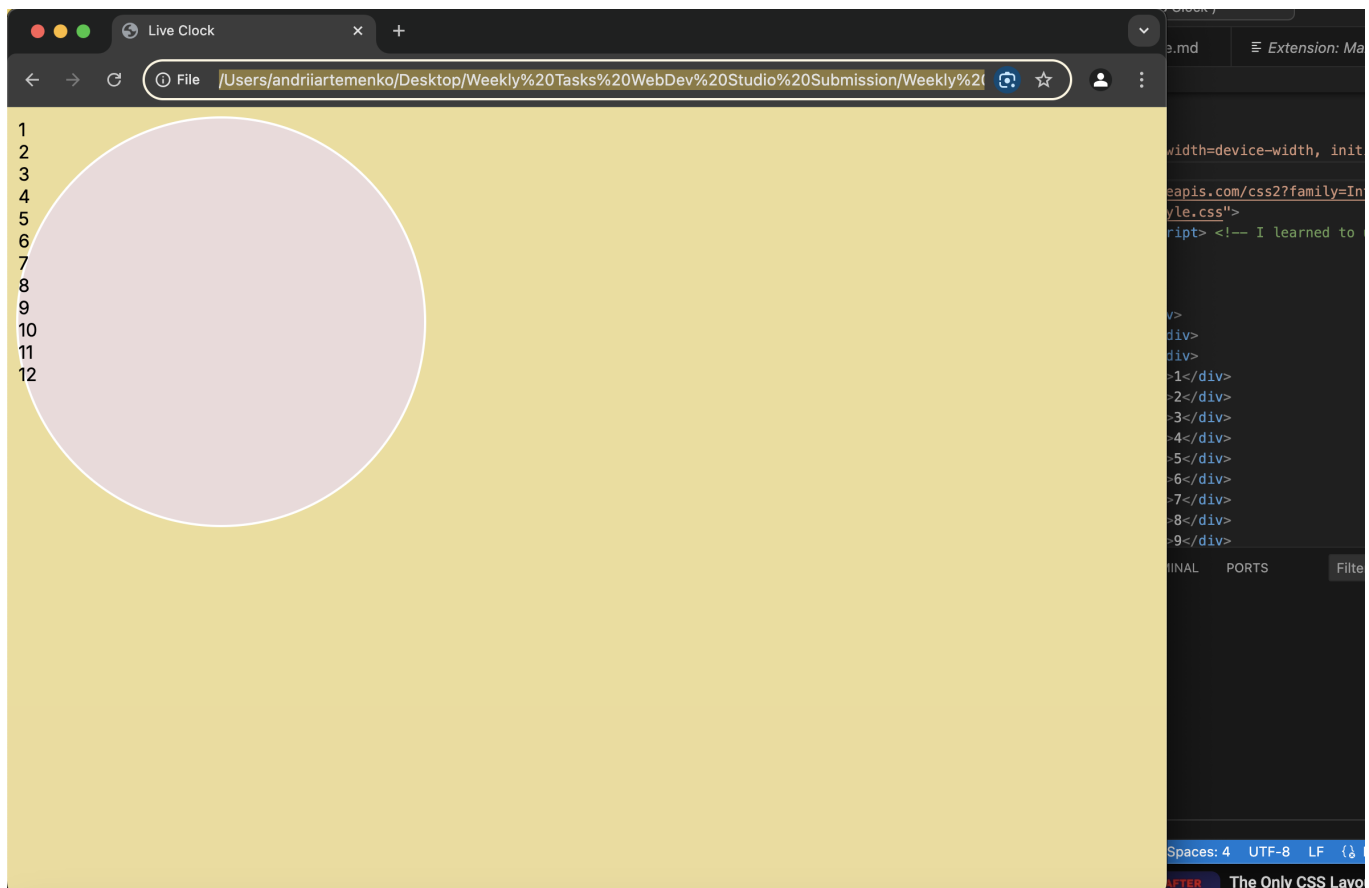 Live Clock
File /Users/andriiartemenko/Desktop/Weekly%20Tasks%20WebDev%20Studio%20Submission/Weekly%20
1
2
3
4
5
6
7
8
9
10
11
12
.md Extension: Ma
width=device-width, init
eapis.com/css2?family=In
yle.css">
ript> <!-- I learned to
v>
div>
div>
>1</div>
>2</div>
>3</div>
>4</div>
>5</div>
>6</div>
>7</div>
>8</div>
>9</div>
MINAL PORTS Filte
Spaces: 4 UTF-8 LF
AFTER The Only CSS Layo